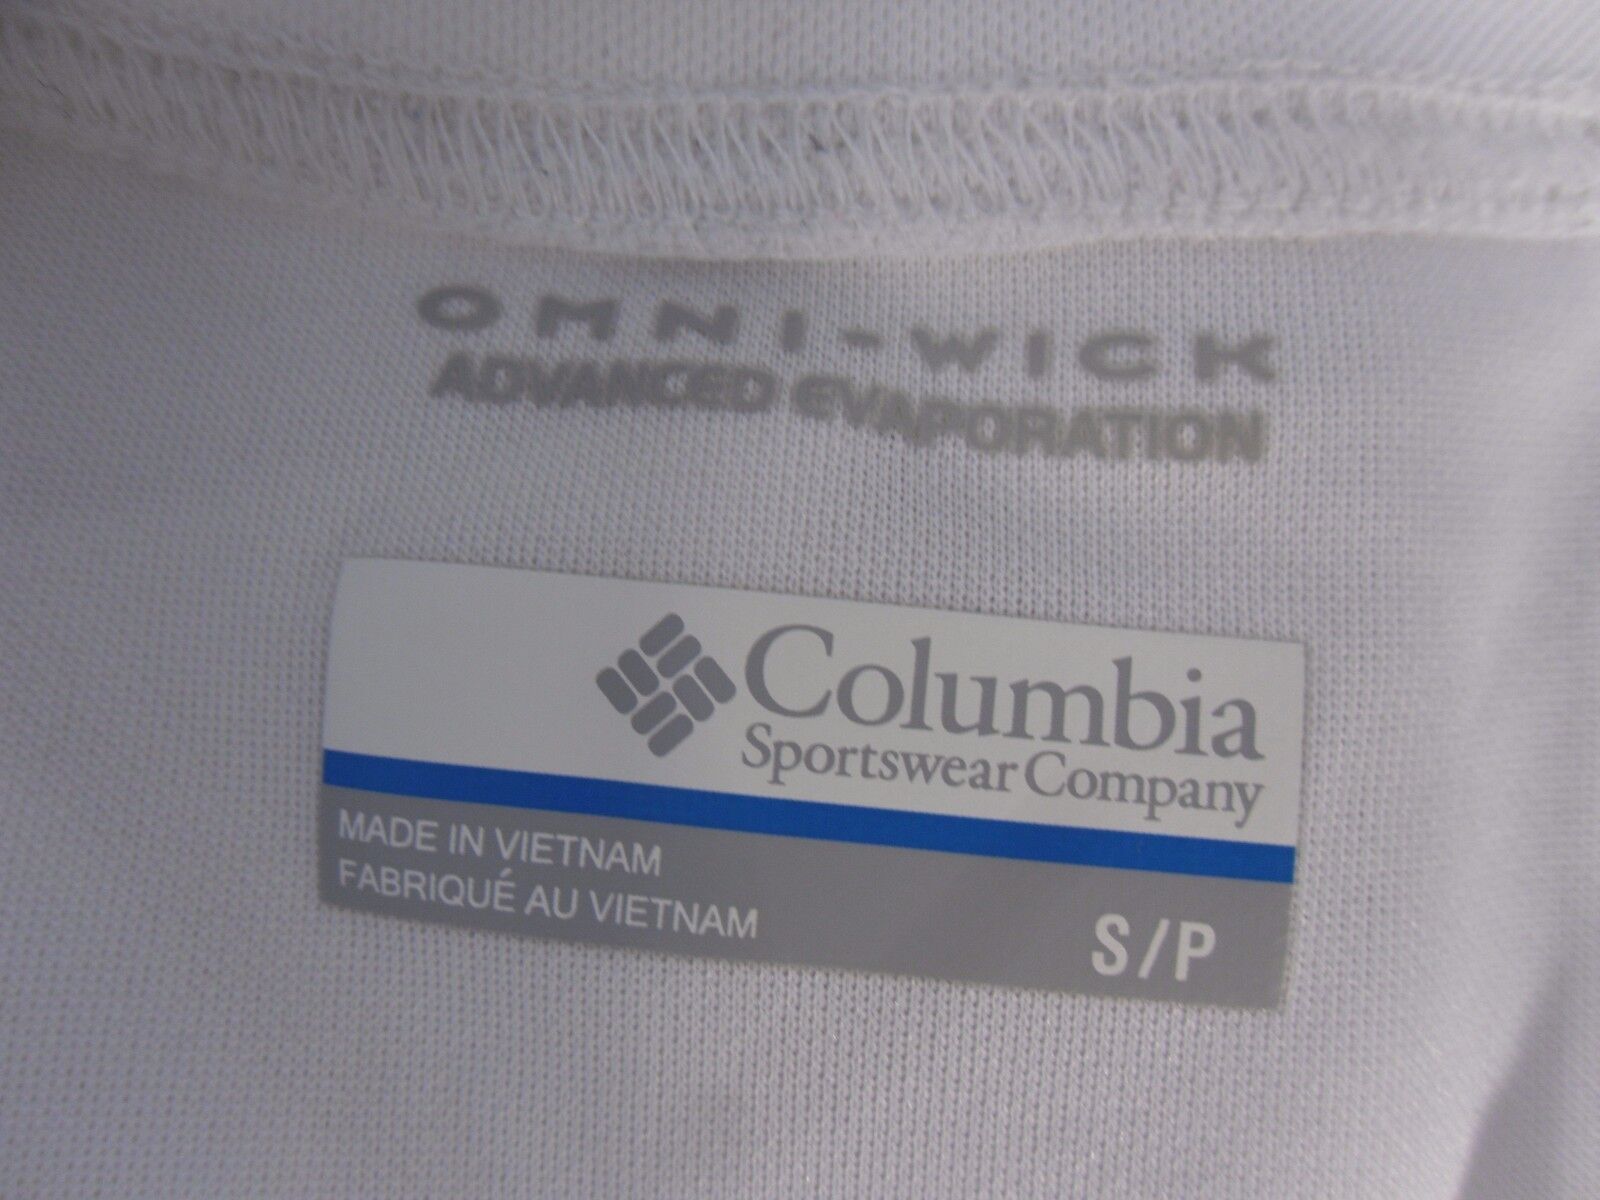 OMNI-WICK
ADVANCED EVAPORATION
Columbia
Sportswear Company
MADE IN VIETNAM
FABRIQUÉ AU VIETNAM
S/P